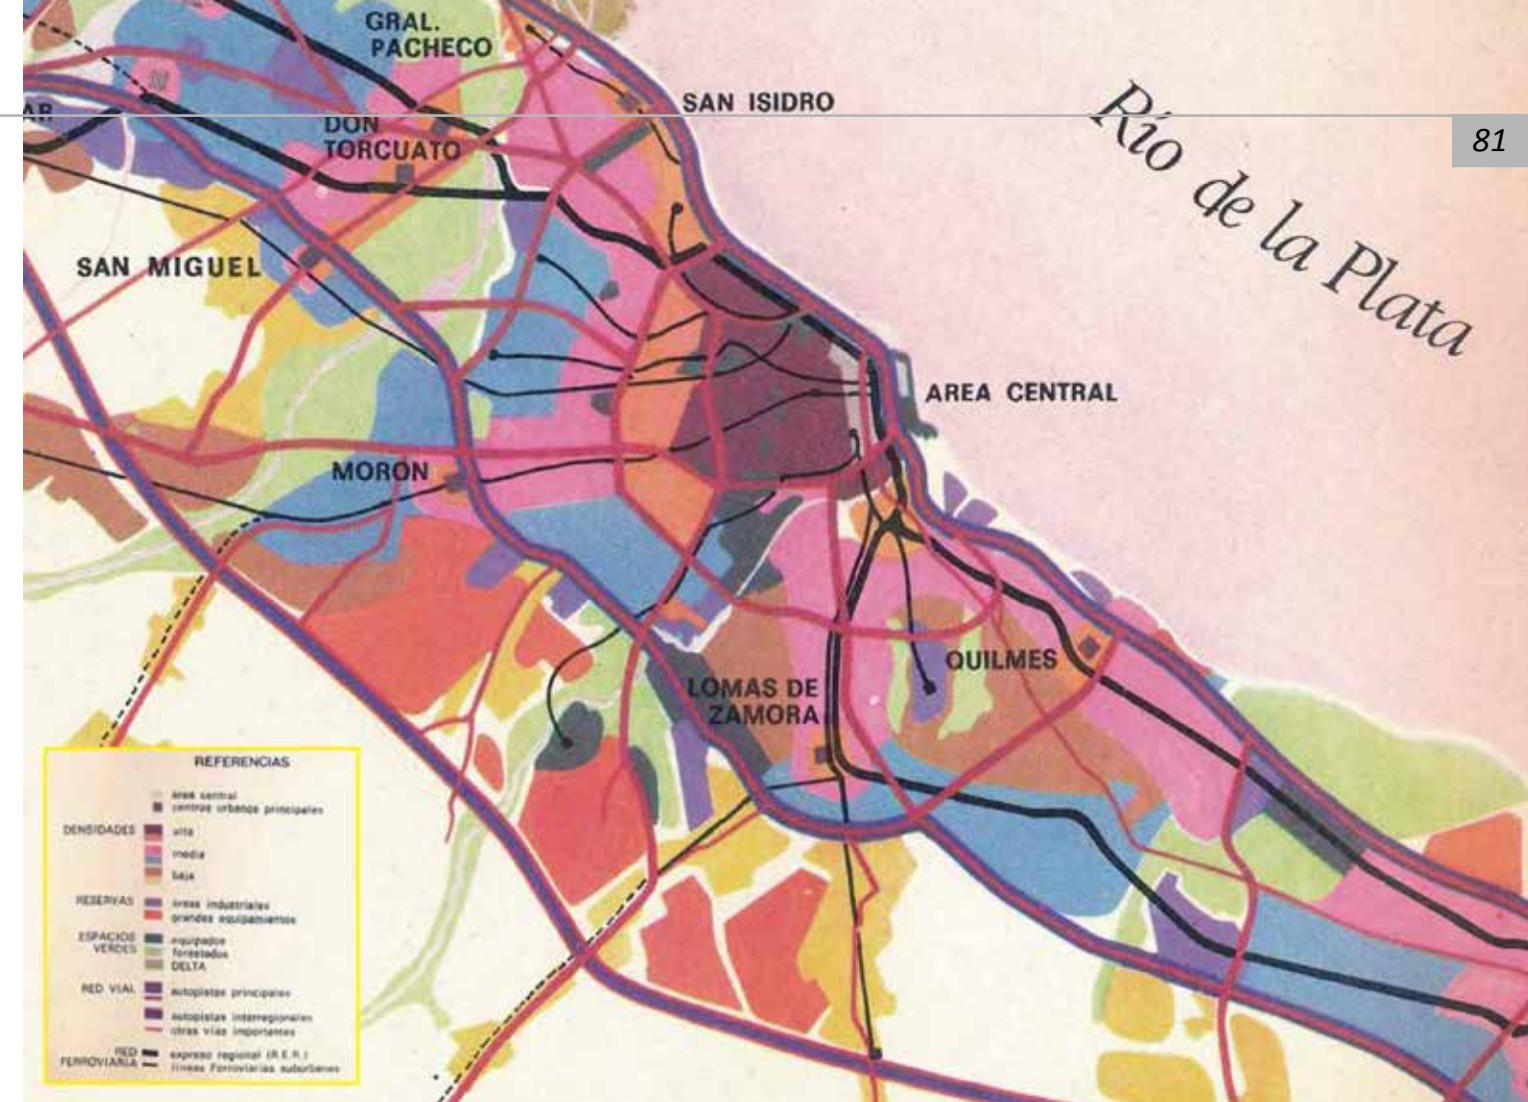 GRAL.
PACHECO
SAN ISIDRO
AR
DON
TORCUATO
81
Río de la Plata
SAN MIGUEL
AREA CENTRAL
MORON
QUILMES
LOMAS DE
ZAMORA
REFERENCIAS
area central
centros urbanos principales
DENSIDADES
alta
media
baja
RESERVAS
áreas industriales
grandes equipamientos
ESPACIOS
VERDES
equipados
forestados
DELTA
RED VIAL
autopistas principales
autopistas interregionales
otras vías importantes
RED
FERROVIARIA
expreso regional (R.E.R.)
líneas Ferroviarias suburbanas